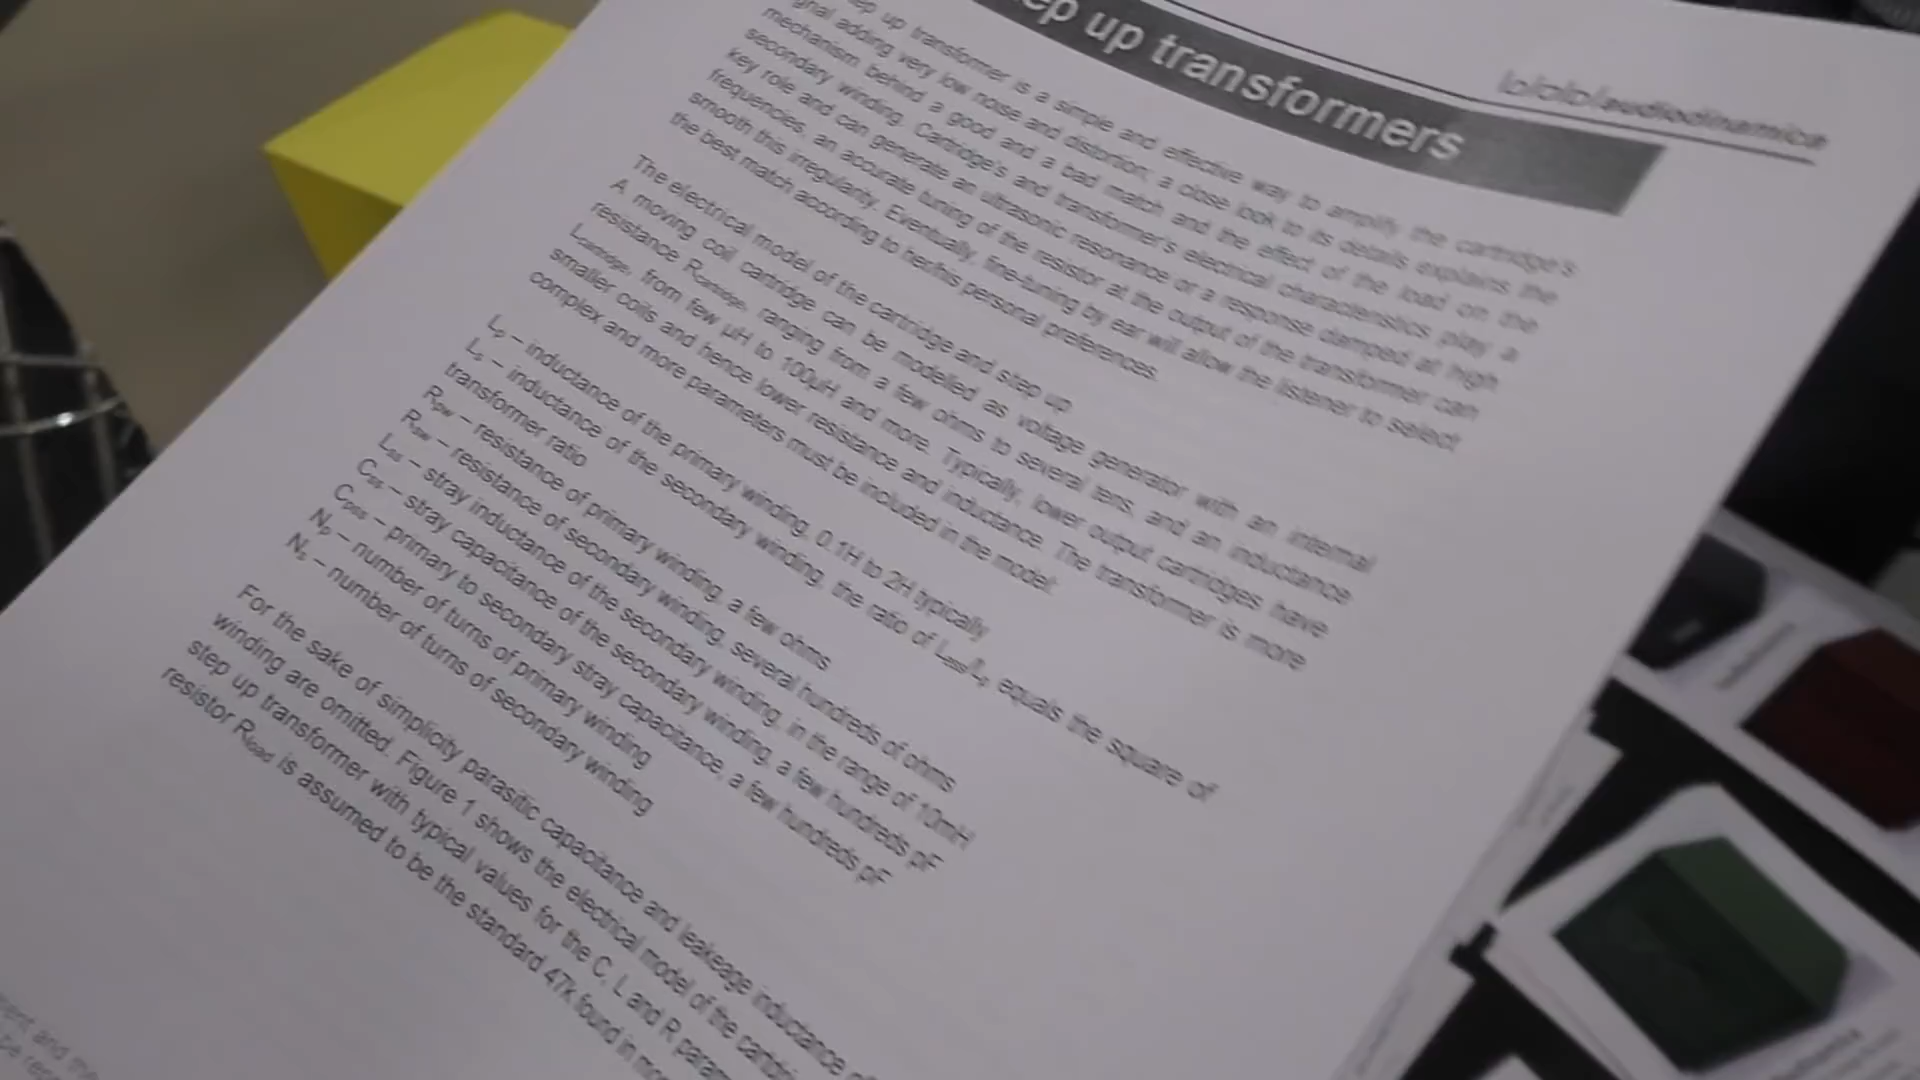 audiodinamica
ep up transformers
ep up transformer is a simple and effective way to amplify the cartridge's
gnal adding very low noise and distortion, a close look to its details explains the
mechanism behind a good and a bad match and the effect of the load on the
secondary winding. Cartridge's and transformer's electrical characteristics play a
key role and can generate an ultrasonic resonance or a response damped at high
frequencies, an accurate tuning of the resistor at the output of the transformer can
smooth this irregularity. Eventually, fine-tuning by ear will allow the listener to select
the best match according to her/his personal preferences.
The electrical model of the cartridge and step up
A moving coil cartridge can be modelled as voltage generator with an internal
resistance Rcartridge, ranging from a few ohms to several tens, and an inductance
Lcartridge, from few µH to 100µH and more. Typically, lower output cartridges have
smaller coils and hence lower resistance and inductance. The transformer is more
complex and more parameters must be included in the model:
Lp – inductance of the primary winding, 0.1H to 2H typically
Ls – inductance of the secondary winding, the ratio of equals the square of
transformer ratio
Rpw – resistance of primary winding, a few ohms
Rsw – resistance of secondary winding, several hundreds of ohms
Lss – stray inductance of the secondary winding, in the range of 10mH
Css – stray capacitance of the secondary winding, a few hundreds pF
Cpss – primary to secondary stray capacitance, a few hundreds pF
Np – number of turns of primary winding
Ns – number of turns of secondary winding
For the sake of simplicity parasitic capacitance and leakeage inductance o
winding are omitted. Figure 1 shows the electrical model of the cartri
step up transformer with typical values for the C, L and R param
resistor Rload is assumed to be the standard 47k found in mo